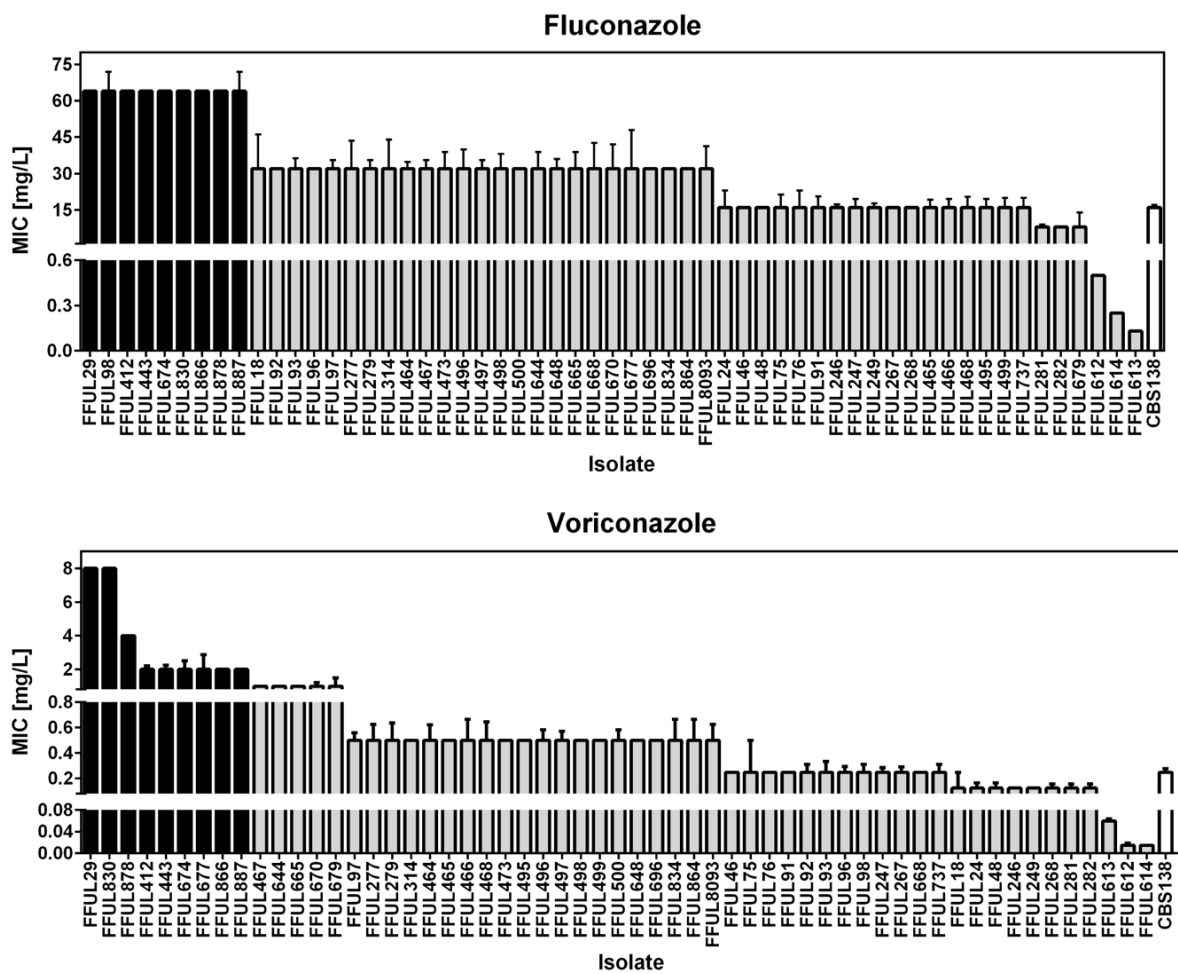 Fluconazole
MIC [mg/L]
75
60
45
30
15
0.6
0.3
0.0
FFUL29
FFUL98
FFUL412
FFUL443
FFUL674
FFUL830
FFUL866
FFUL878
FFUL887
FFUL18
FFUL92
FFUL93
FFUL96
FFUL97
FFUL277
FFUL279
FFUL314
FFUL464
FFUL467
FFUL473
FFUL496
FFUL497
FFUL498
FFUL500
FFUL644
FFUL648
FFUL665
FFUL668
FFUL670
FFUL677
FFUL696
FFUL834
FFUL864
FFUL8093
FFUL24
FFUL46
FFUL48
FFUL75
FFUL76
FFUL91
FFUL246
FFUL247
FFUL249
FFUL267
FFUL268
FFUL465
FFUL466
FFUL468
FFUL495
FFUL499
FFUL737
FFUL281
FFUL282
FFUL679
FFUL612
FFUL614
FFUL613
CBS138
Isolate
Voriconazole
MIC [mg/L]
8
6
4
2
0.8
0.6
0.4
0.2
0.08
0.04
0.00
FFUL29
FFUL830
FFUL878
FFUL412
FFUL443
FFUL674
FFUL677
FFUL866
FFUL887
FFUL467
FFUL644
FFUL665
FFUL670
FFUL679
FFUL97
FFUL277
FFUL279
FFUL314
FFUL464
FFUL465
FFUL466
FFUL468
FFUL473
FFUL495
FFUL496
FFUL497
FFUL498
FFUL499
FFUL500
FFUL648
FFUL696
FFUL834
FFUL864
FFUL8093
FFUL46
FFUL75
FFUL76
FFUL91
FFUL92
FFUL93
FFUL96
FFUL98
FFUL247
FFUL267
FFUL668
FFUL737
FFUL18
FFUL24
FFUL48
FFUL246
FFUL249
FFUL268
FFUL281
FFUL282
FFUL613
FFUL612
FFUL614
CBS138
Isolate